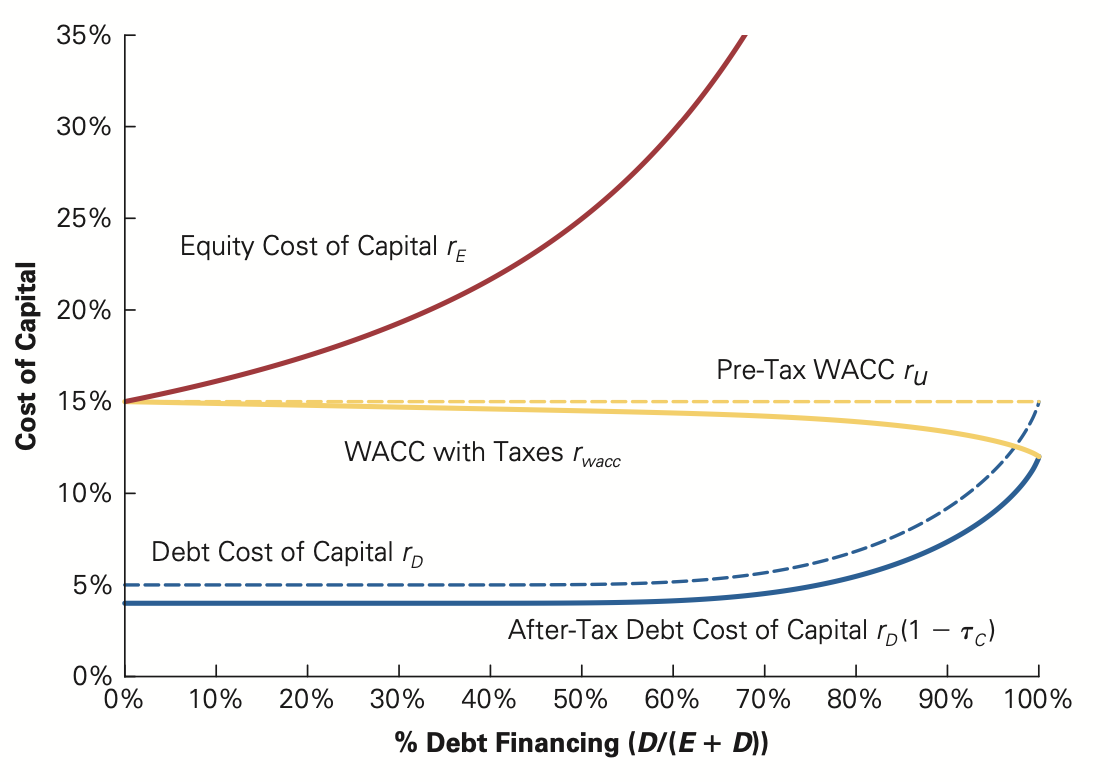 35%
30%
25%
20%
15%
10%
5%
0%
Cost of Capital
Equity Cost of Capital r_E
Pre-Tax WACC r_U
WACC with Taxes r_wacc
Debt Cost of Capital r_D
After-Tax Debt Cost of Capital r_D(1 − τ_C)
0% 10% 20% 30% 40% 50% 60% 70% 80% 90% 100%
% Debt Financing (D/(E + D))